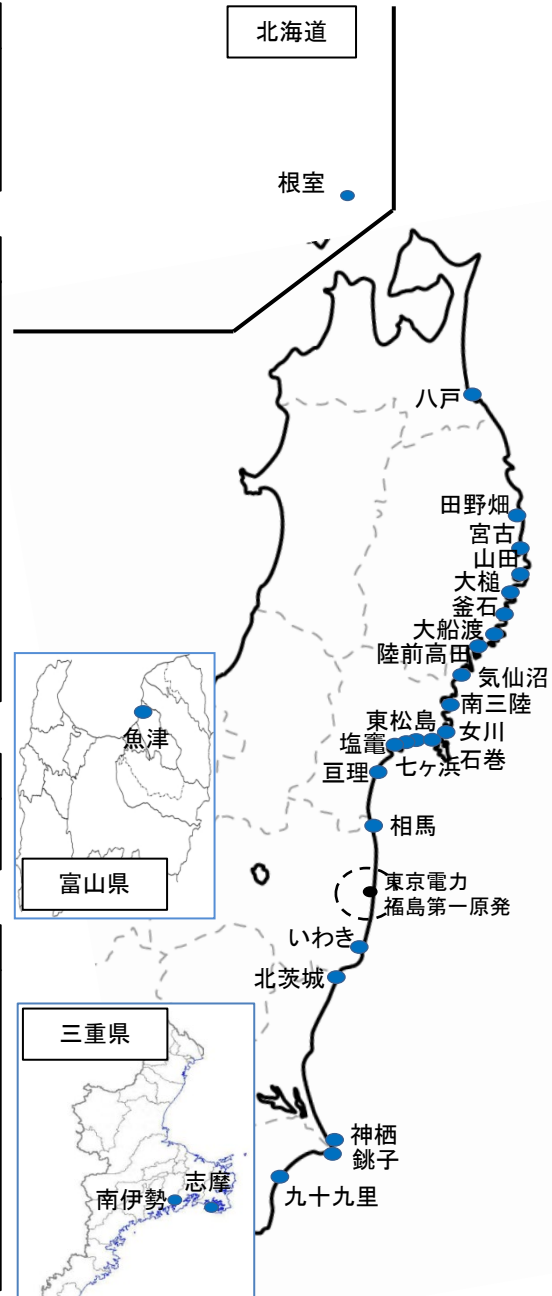 北海道
根室
八戸
田野畑
宮古
山田
大槌
釜石
大船渡
陸前高田
気仙沼
南三陸
東松島
女川
塩竈
七ヶ浜
石巻
亘理
魚津
相馬
富山県
東京電力
福島第一原発
いわき
北茨城
三重県
神栖
銚子
志摩
南伊勢
九十九里